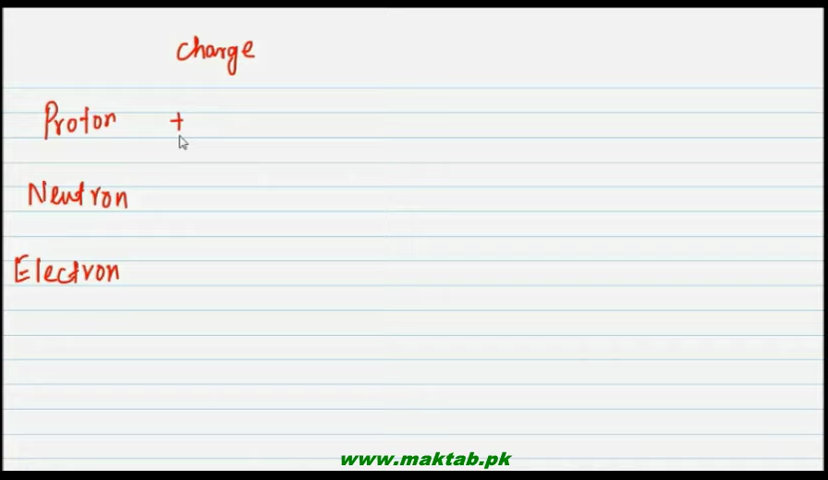 charge
Proton +
Neutron
Electron
www.maktab.pk